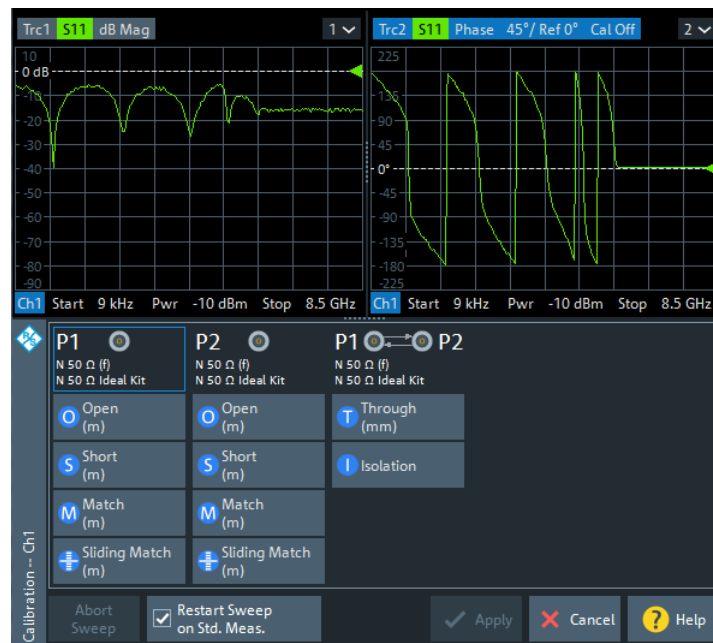 Trc1 S11 dB Mag 1
10
0 dB
-10
-20
-30
-40
-50
-60
-70
-80
-90
Ch1 Start 9 kHz Pwr -10 dBm Stop 8.5 GHz
Trc2 S11 Phase 45°/ Ref 0° Cal Off 2
225
135
90
45
0°
-45
-90
-135
-180
-225
Ch1 Start 9 kHz Pwr -10 dBm Stop 8.5 GHz
Calibration -- Ch1
P1
N 50 Ω (f)
N 50 Ω Ideal Kit
O Open
(m)
S Short
(m)
M Match
(m)
Sliding Match
(m)
P2
N 50 Ω (f)
N 50 Ω Ideal Kit
O Open
(m)
S Short
(m)
M Match
(m)
Sliding Match
(m)
P1 P2
N 50 Ω (f)
N 50 Ω Ideal Kit
T Through
(mm)
I Isolation
Abort
Sweep
Restart Sweep
on Std. Meas.
Apply
Cancel
? Help